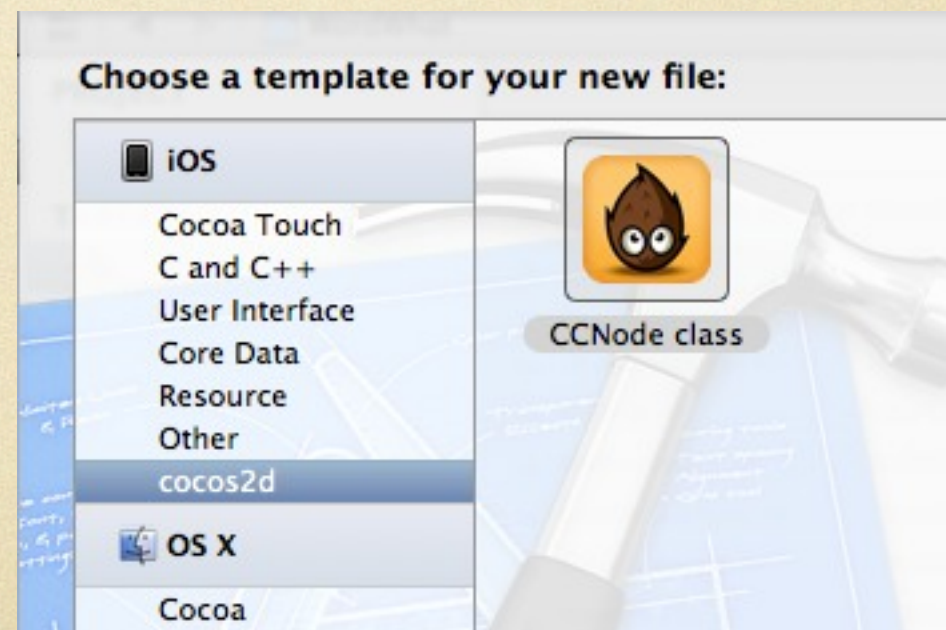 Choose a template for your new file:
iOS
Cocoa Touch
C and C++
User Interface
Core Data
Resource
Other
cocos2d
OS X
Cocoa
CCNode class